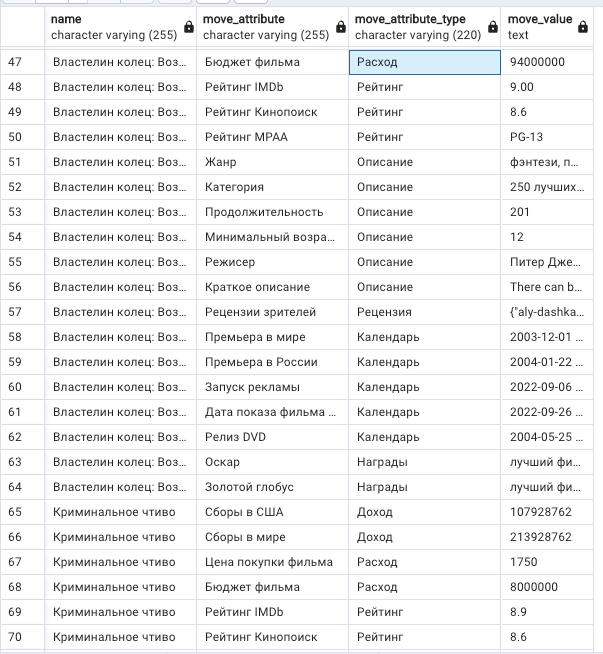 name move_attribute move_attribute_type move_value
character varying (255) character varying (255) character varying (220) text
47 Властелин колец: Воз... Бюджет фильма Расход 94000000
48 Властелин колец: Воз... Рейтинг IMDb Рейтинг 9.00
49 Властелин колец: Воз... Рейтинг Кинопоиск Рейтинг 8.6
50 Властелин колец: Воз... Рейтинг MPAA Рейтинг PG-13
51 Властелин колец: Воз... Жанр Описание фэнтези, п...
52 Властелин колец: Воз... Категория Описание 250 лучших...
53 Властелин колец: Воз... Продолжительность Описание 201
54 Властелин колец: Воз... Минимальный возра... Описание 12
55 Властелин колец: Воз... Режисер Описание Питер Дже...
56 Властелин колец: Воз... Краткое описание Описание There can b...
57 Властелин колец: Воз... Рецензии зрителей Рецензия {"aly-dashka...
58 Властелин колец: Воз... Премьера в мире Календарь 2003-12-01 ...
59 Властелин колец: Воз... Премьера в России Календарь 2004-01-22 ...
60 Властелин колец: Воз... Запуск рекламы Календарь 2022-09-06 ...
61 Властелин колец: Воз... Дата показа фильма ... Календарь 2022-09-26 ...
62 Властелин колец: Воз... Релиз DVD Календарь 2004-05-25 ...
63 Властелин колец: Воз... Оскар Награды лучший фи...
64 Властелин колец: Воз... Золотой глобус Награды лучший фи...
65 Криминальное чтиво Сборы в США Доход 107928762
66 Криминальное чтиво Сборы в мире Доход 213928762
67 Криминальное чтиво Цена покупки фильма Расход 1750
68 Криминальное чтиво Бюджет фильма Расход 8000000
69 Криминальное чтиво Рейтинг IMDb Рейтинг 8.9
70 Криминальное чтиво Рейтинг Кинопоиск Рейтинг 8.6